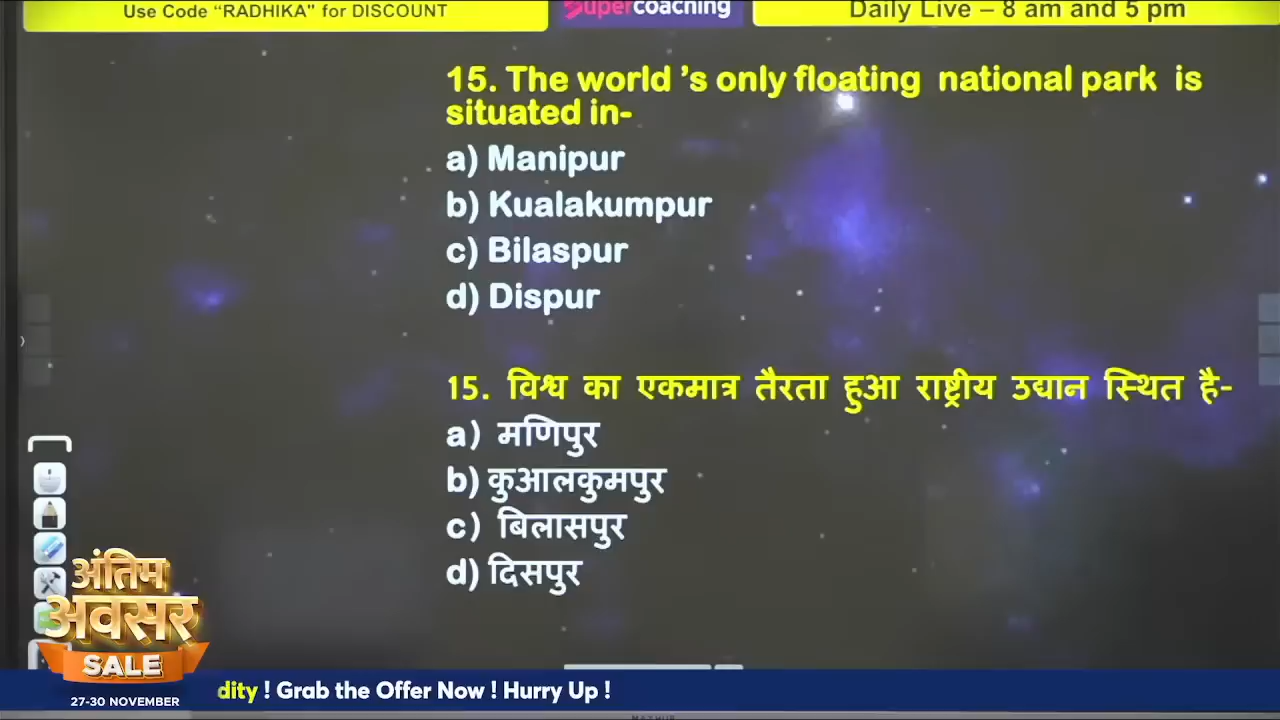 Use Code “RADHIKA” for DISCOUNT
supercoaching
Daily Live – 8 am and 5 pm
15. The world ’s only floating national park is
situated in-
a) Manipur
b) Kualakumpur
c) Bilaspur
d) Dispur
15. विश्व का एकमात्र तैरता हुआ राष्ट्रीय उद्यान स्थित है-
a) मणिपुर
b) कुआलकुमपुर
c) बिलासपुर
d) दिसपुर
अंतिम
अवसर
SALE
27-30 NOVEMBER
dity ! Grab the Offer Now ! Hurry Up !